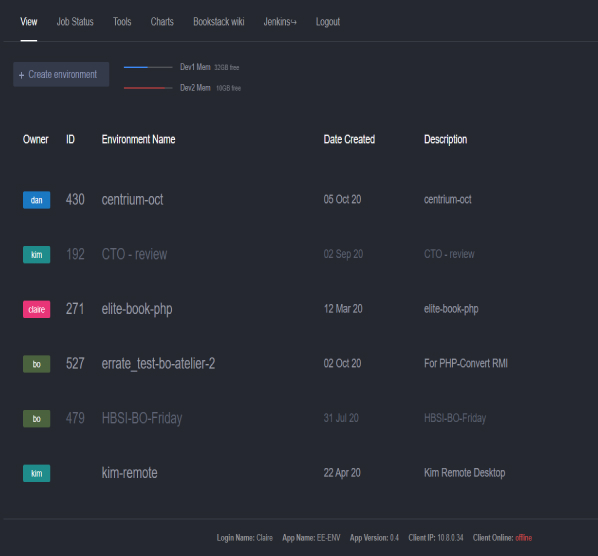 View Job Status Tools Charts Bookstack wiki Jenkins↪ Logout
+ Create environment
Dev1 Mem 32GB free
Dev2 Mem 10GB free
Owner ID Environment Name Date Created Description
dan 430 centrium-oct 05 Oct 20 centrium-oct
kim 192 CTO - review 02 Sep 20 CTO - review
claire 271 elite-book-php 12 Mar 20 elite-book-php
bo 527 errate_test-bo-atelier-2 02 Oct 20 For PHP-Convert RMI
bo 479 HBSI-BO-Friday 31 Jul 20 HBSI-BO-Friday
kim kim-remote 22 Apr 20 Kim Remote Desktop
Login Name: Claire App Name: EE-ENV App Version: 0.4 Client IP: 10.8.0.34 Client Online: offline